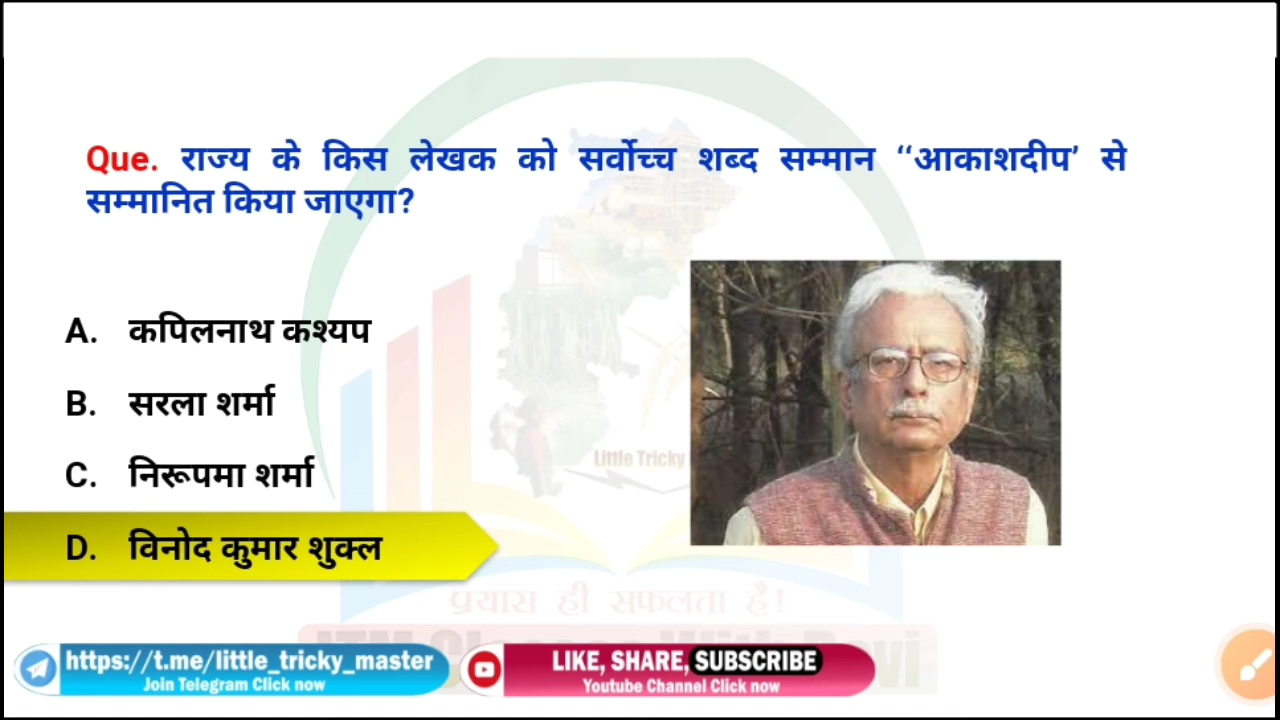 Que. राज्य के किस लेखक को सर्वोच्च शब्द सम्मान “आकाशदीप’ से
सम्मानित किया जाएगा?
A. कपिलनाथ कश्यप
B. सरला शर्मा
C. निरूपमा शर्मा
D. विनोद कुमार शुक्ल
Little Tricky
प्रयास ही सफलता है!
https://t.me/little_tricky_master
Join Telegram Click now
LIKE, SHARE, SUBSCRIBE
Youtube Channel Click now